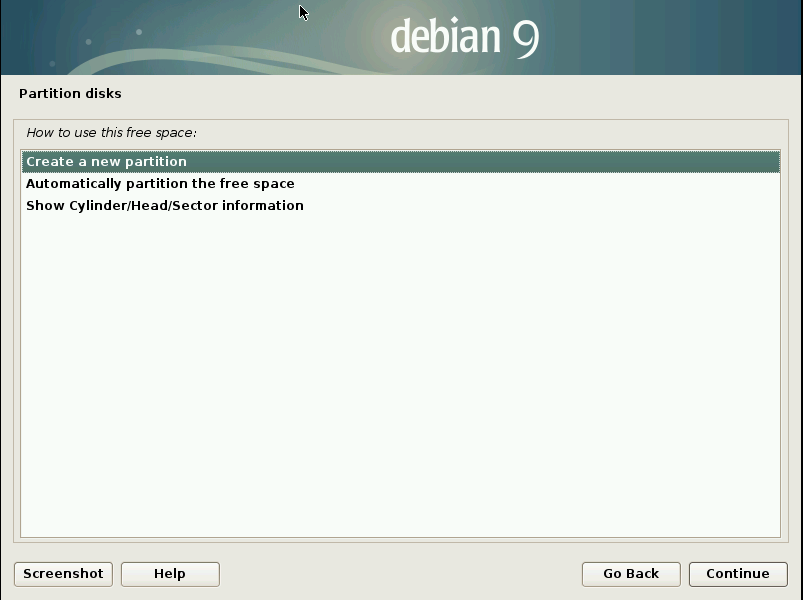 debian 9
Partition disks
How to use this free space:
Create a new partition
Automatically partition the free space
Show Cylinder/Head/Sector information
Screenshot
Help
Go Back
Continue